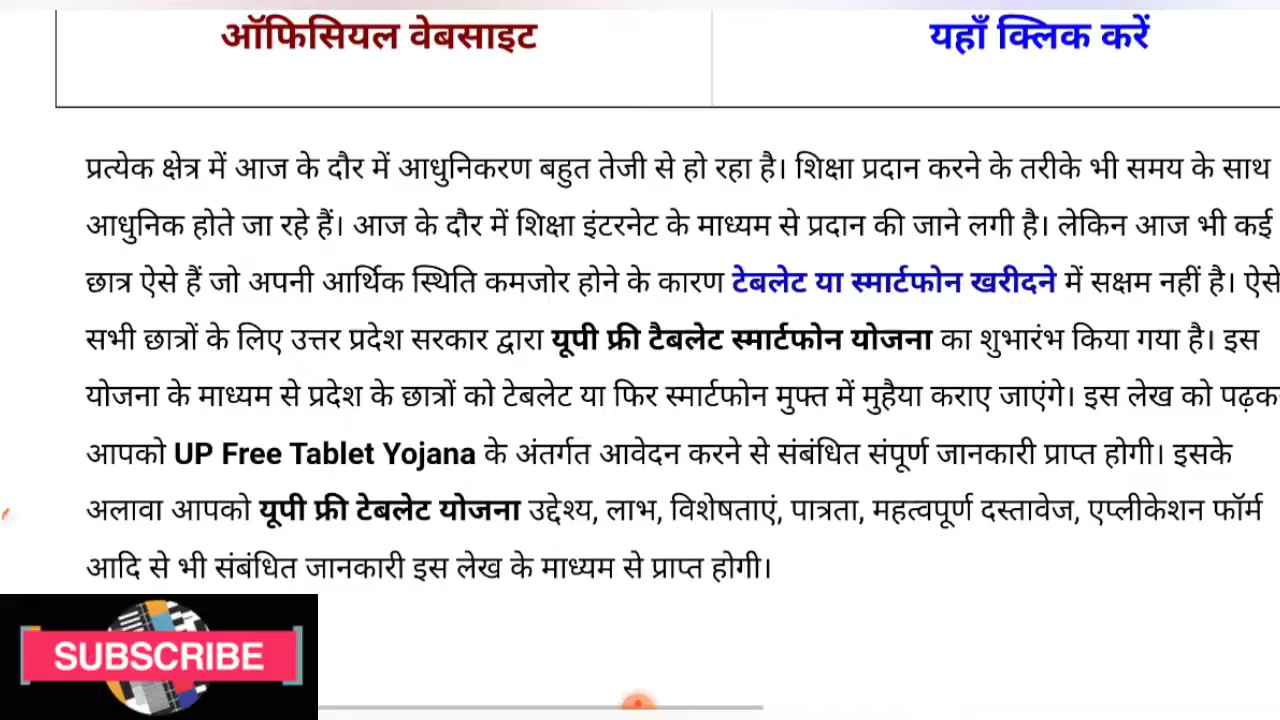 ऑफिसियल वेबसाइट यहाँ क्लिक करें
प्रत्येक क्षेत्र में आज के दौर में आधुनिकरण बहुत तेजी से हो रहा है। शिक्षा प्रदान करने के तरीके भी समय के साथ
आधुनिक होते जा रहे हैं। आज के दौर में शिक्षा इंटरनेट के माध्यम से प्रदान की जाने लगी है। लेकिन आज भी कई
छात्र ऐसे हैं जो अपनी आर्थिक स्थिति कमजोर होने के कारण टेबलेट या स्मार्टफोन खरीदने में सक्षम नहीं है। ऐसे
सभी छात्रों के लिए उत्तर प्रदेश सरकार द्वारा यूपी फ्री टैबलेट स्मार्टफोन योजना का शुभारंभ किया गया है। इस
योजना के माध्यम से प्रदेश के छात्रों को टेबलेट या फिर स्मार्टफोन मुफ्त में मुहैया कराए जाएंगे। इस लेख को
आपको UP Free Tablet Yojana के अंतर्गत आवेदन करने से संबंधित संपूर्ण जानकारी प्राप्त होगी। इसके
अलावा आपको यूपी फ्री टेबलेट योजना उद्देश्य, लाभ, विशेषताएं, पात्रता, महत्वपूर्ण दस्तावेज, एप्लीकेशन फॉर्म
आदि से भी संबंधित जानकारी इस लेख के माध्यम से प्राप्त होगी।
SUBSCRIBE